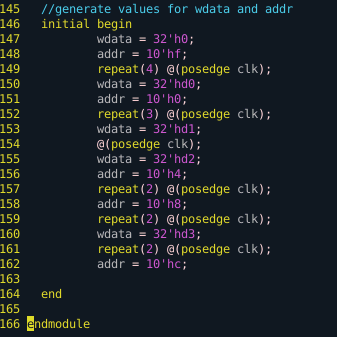 145 //generate values for wdata and addr
146 initial begin
147 wdata = 32'h0;
148 addr = 10'hf;
149 repeat(4) @(posedge clk);
150 wdata = 32'hd0;
151 addr = 10'h0;
152 repeat(3) @(posedge clk);
153 wdata = 32'hd1;
154 @(posedge clk);
155 wdata = 32'hd2;
156 addr = 10'h4;
157 repeat(2) @(posedge clk);
158 addr = 10'h8;
159 repeat(2) @(posedge clk);
160 wdata = 32'hd3;
161 repeat(2) @(posedge clk);
162 addr = 10'hc;
163
164 end
165
166 endmodule